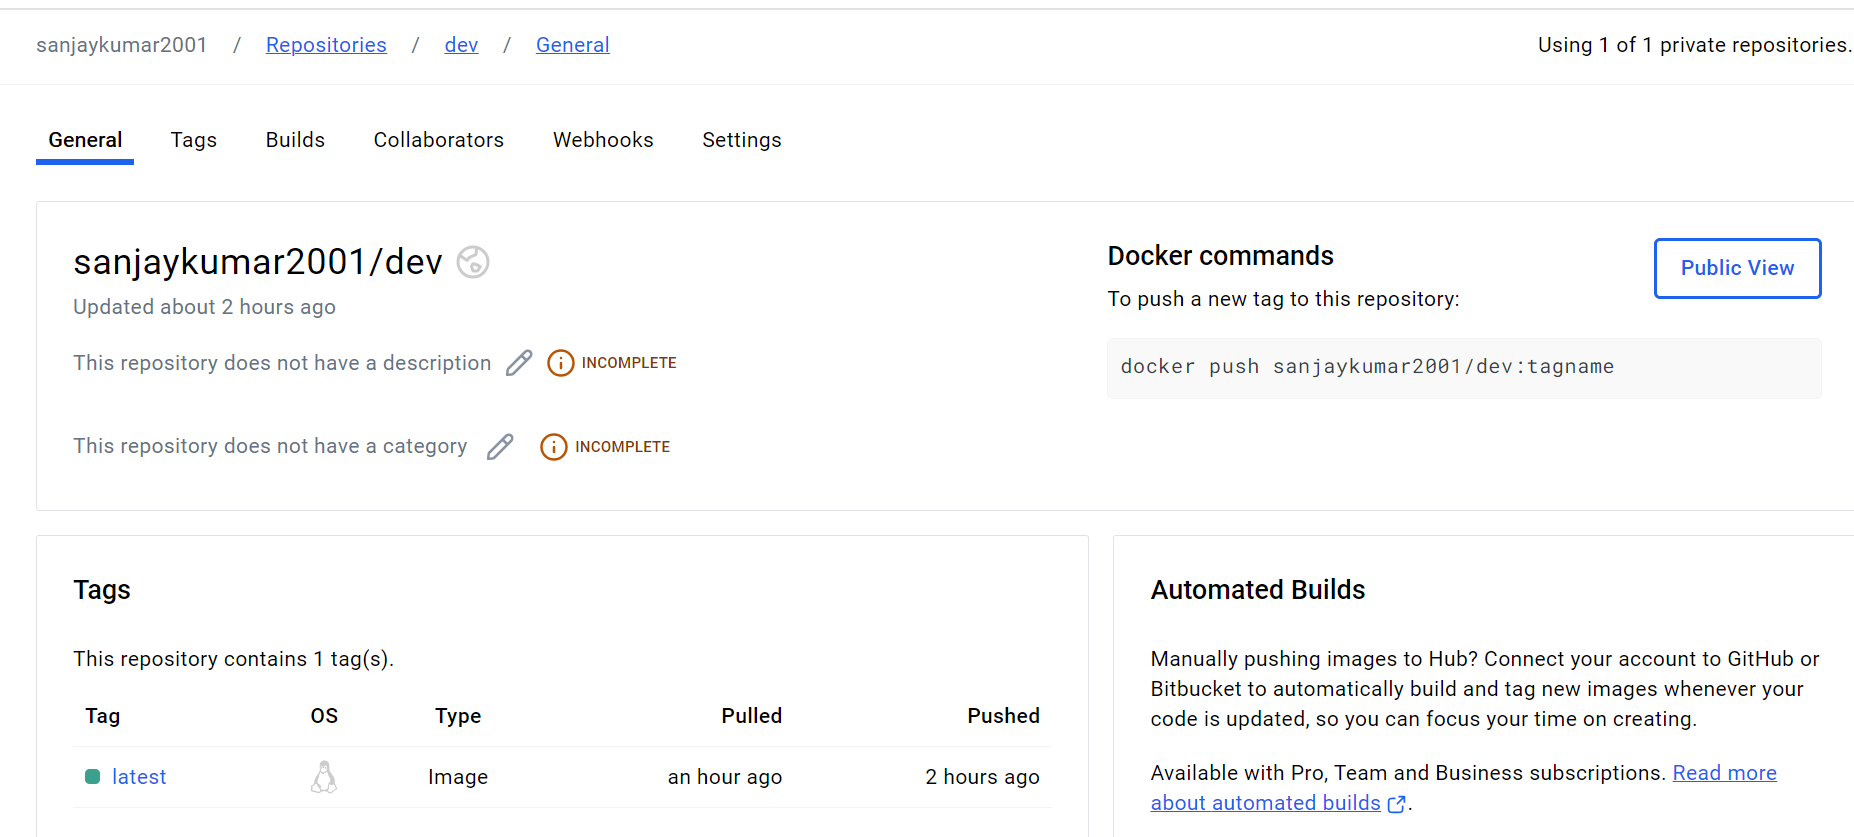 sanjaykumar2001 / Repositories / dev / General
Using 1 of 1 private repositories.
General Tags Builds Collaborators Webhooks Settings
sanjaykumar2001/dev
Updated about 2 hours ago
This repository does not have a description INCOMPLETE
This repository does not have a category INCOMPLETE
Docker commands
Public View
To push a new tag to this repository:
docker push sanjaykumar2001/dev:tagname
Tags
This repository contains 1 tag(s).
Tag OS Type Pulled Pushed
latest Image an hour ago 2 hours ago
Automated Builds
Manually pushing images to Hub? Connect your account to GitHub or
Bitbucket to automatically build and tag new images whenever your
code is updated, so you can focus your time on creating.
Available with Pro, Team and Business subscriptions. Read more
about automated builds .